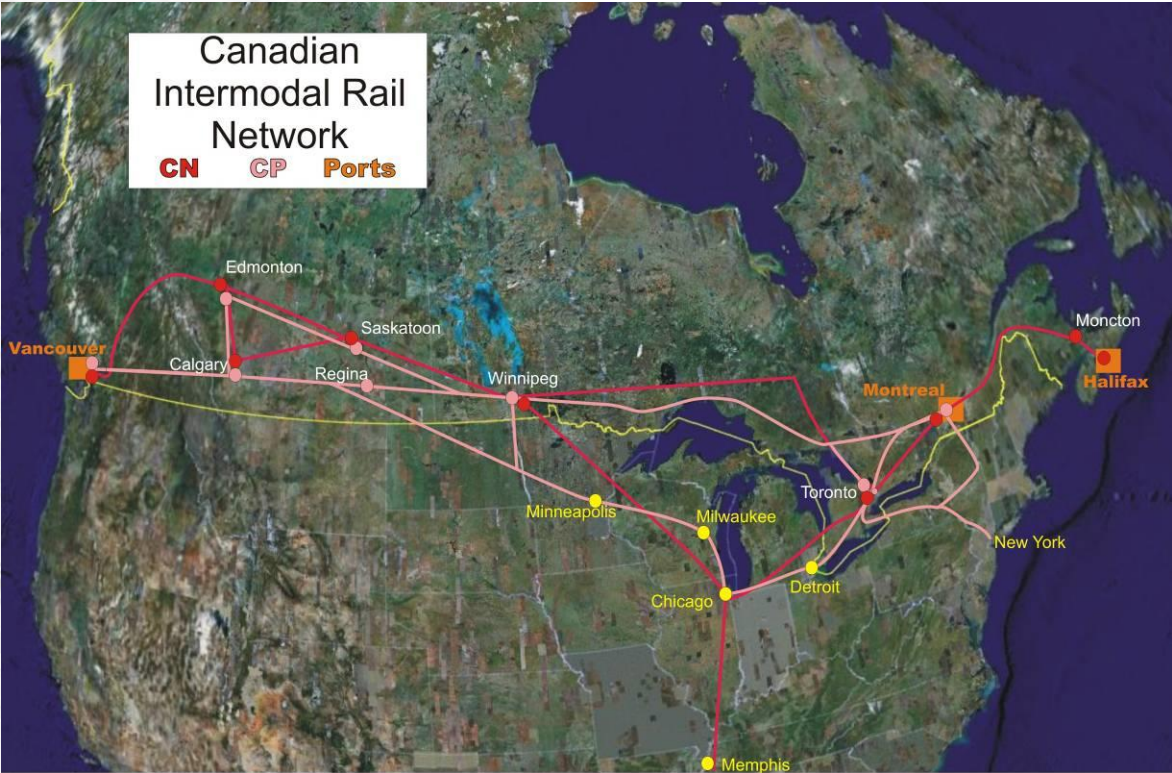 Canadian
Intermodal Rail
Network
CN CP Ports
Edmonton
Saskatoon
Moncton
Vancouver
Calgary
Regina
Winnipeg
Halifax
Montreal
Toronto
Minneapolis
Milwaukee
New York
Detroit
Chicago
Memphis